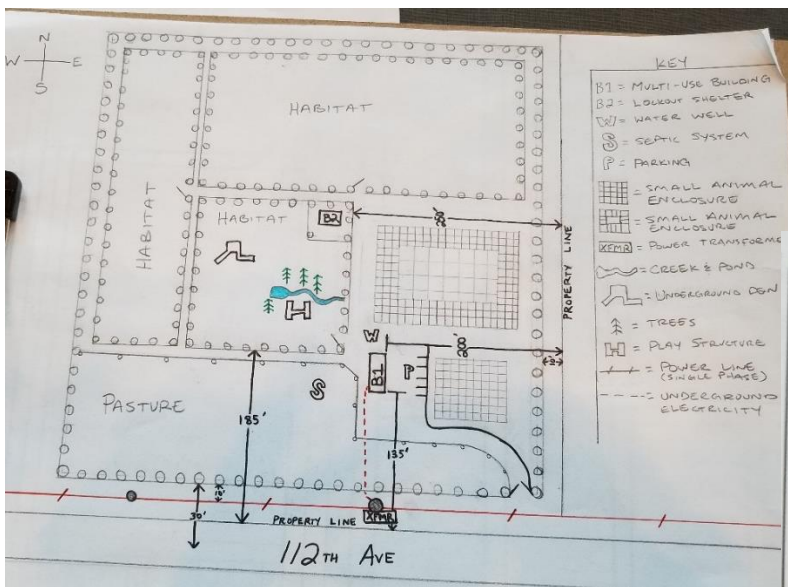 N
W E
S
HABITAT
HABITAT
HABITAT
B2
PROPERTY LINE
200'
W
B1
P
S
PASTURE
185'
135'
30'
XFMR
PROPERTY LINE
112TH AVE
KEY
B1 = MULTI-USE BUILDING
B2 = LOOKOUT SHELTER
W = WATER WELL
S = SEPTIC SYSTEM
P = PARKING
= SMALL ANIMAL
ENCLOSURE
= SMALL ANIMAL
ENCLOSURE
XFMR = POWER TRANSFORME
= CREEK & POND
= UNDERGROUND DEN
= TREES
= PLAY STRUCTURE
= POWER LINE
(SINGLE PHASE)
= UNDERGROUND
ELECTRICITY